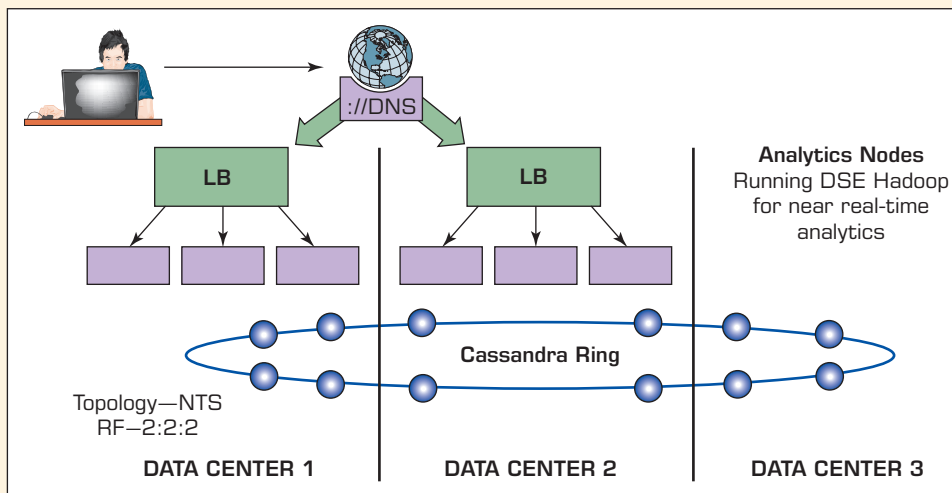 ://DNS
LB
LB
Analytics Nodes
Running DSE Hadoop
for near real-time
analytics
Cassandra Ring
Topology—NTS
RF—2:2:2
DATA CENTER 1
DATA CENTER 2
DATA CENTER 3